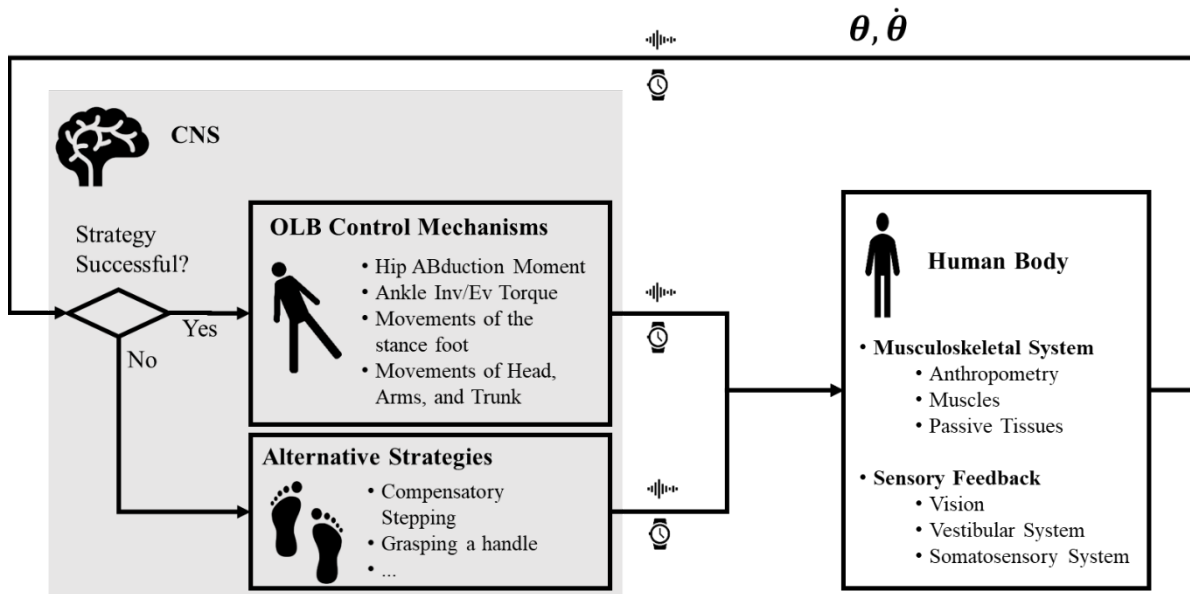 θ, θ̇
CNS
Strategy
Successful?
Yes
No
OLB Control Mechanisms
• Hip ABduction Moment
• Ankle Inv/Ev Torque
• Movements of the
stance foot
• Movements of Head,
Arms, and Trunk
Alternative Strategies
• Compensatory
Stepping
• Grasping a handle
• ...
Human Body
• Musculoskeletal System
• Anthropometry
• Muscles
• Passive Tissues
• Sensory Feedback
• Vision
• Vestibular System
• Somatosensory System